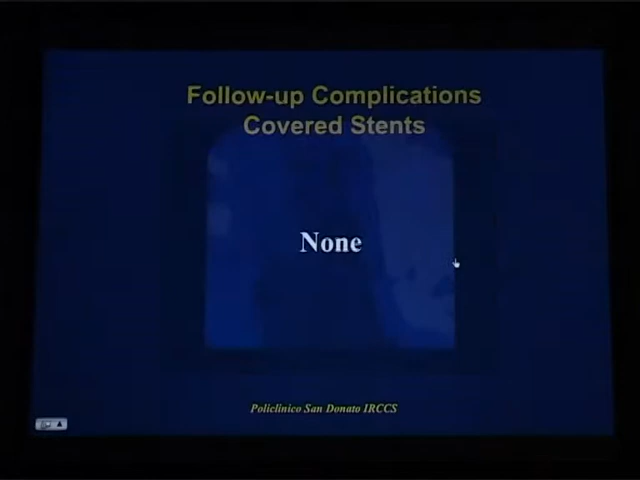 Follow-up Complications
Covered Stents
None
Policlinico San Donato IRCCS